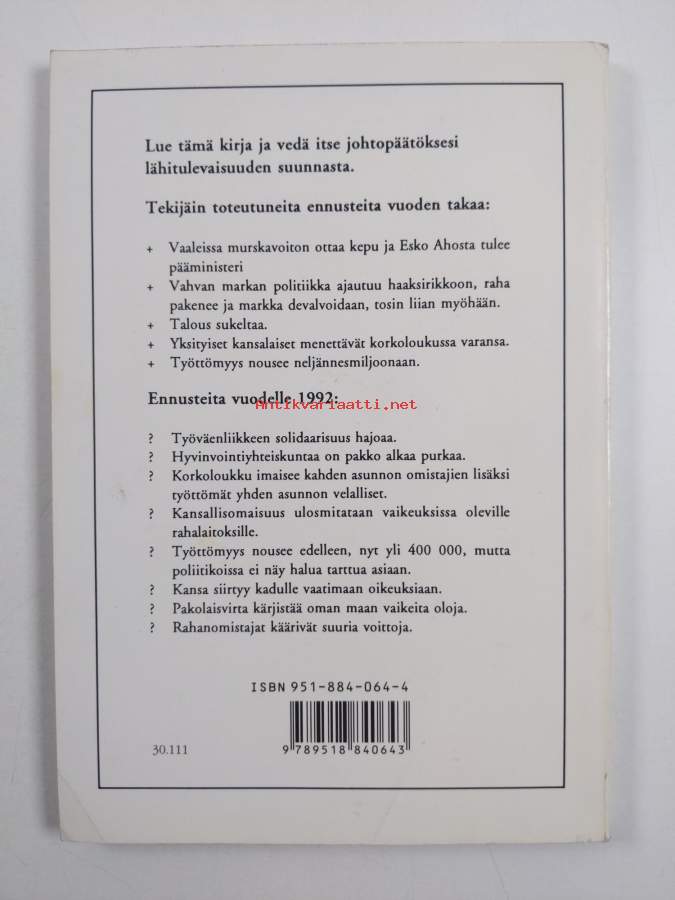 Lue tämä kirja ja vedä itse johtopäätöksesi
lähitulevaisuuden suunnasta.
Tekijäin toteutuneita ennusteita vuoden takaa:
+ Vaaleissa murskavoiton ottaa kepu ja Esko Ahosta tulee
pääministeri
+ Vahvan markan politiikka ajautuu haaksirikkoon, raha
pakenee ja markka devalvoidaan, tosin liian myöhään.
+ Talous sukeltaa.
+ Yksityiset kansalaiset menettävät korkoloukussa varansa.
+ Työttömyys nousee neljännesmiljoonaan.
Ennusteita vuodelle 1992:
Antikvariaatti.net
? Työväenliikkeen solidaarisuus hajoaa.
? Hyvinvointiyhteiskuntaa on pakko alkaa purkaa.
? Korkoloukku imaisee kahden asunnon omistajien lisäksi
työttömät yhden asunnon velalliset.
? Kansallisomaisuus ulosmitataan vaikeuksissa oleville
rahalaitoksille.
? Työttömyys nousee edelleen, nyt yli 400 000, mutta
poliitikoissa ei näy halua tarttua asiaan.
? Kansa siirtyy kadulle vaatimaan oikeuksiaan.
? Pakolaisvirta kärjistää oman maan vaikeita oloja.
? Rahanomistajat käärivät suuria voittoja.
ISBN 951-884-064-4
30.111
9 789518 840643